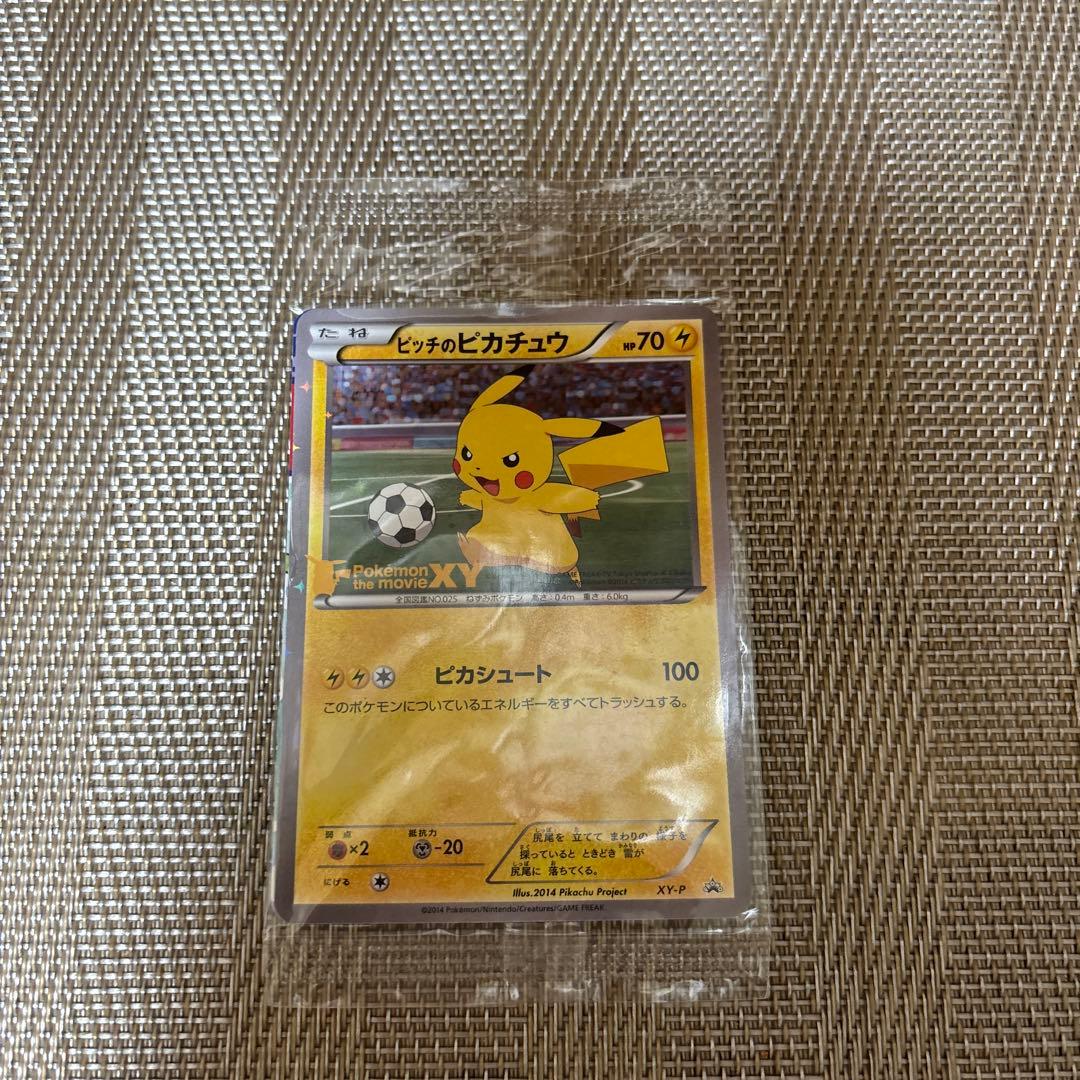 たね
ピッチのピカチュウ
HP70
Pokémon
the movie XY
全国図鑑NO.025 ねずみポケモン 高さ:0.4m 重さ:6.0kg
ピカシュート 100
このポケモンについているエネルギーをすべてトラッシュする。
弱点
×2
抵抗力
-20
にげる
尻尾を 立てて まわりの 様子を
探っていると ときどき 雷が
尻尾に 落ちてくる。
Illus.2014 Pikachu Project
XY-P
©2014 Pokémon/Nintendo/Creatures/GAME FREAK.